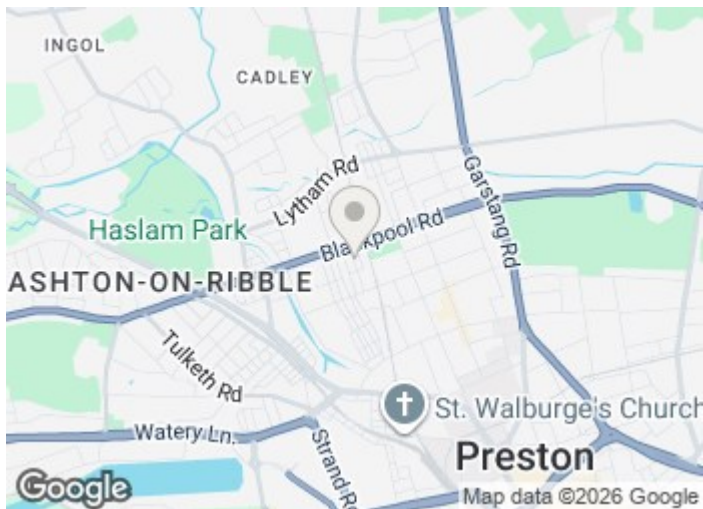 INGOL
CADLEY
Lytham Rd
Garstang Rd
Haslam Park
Blackpool Rd
ASHTON-ON-RIBBLE
Tulketh Rd
St. Walburge's Church
Watery Ln.
Strand Rd
Preston
Google
Map data ©2026 Google